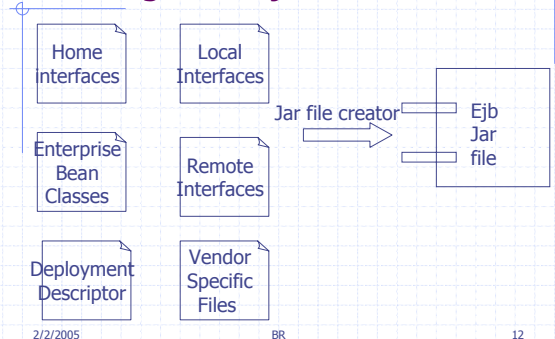 Home
interfaces
Local
Interfaces
Jar file creator
Ejb
Jar
file
Enterprise
Bean
Classes
Remote
Interfaces
Deployment
Descriptor
Vendor
Specific
Files
2/2/2005
BR
12